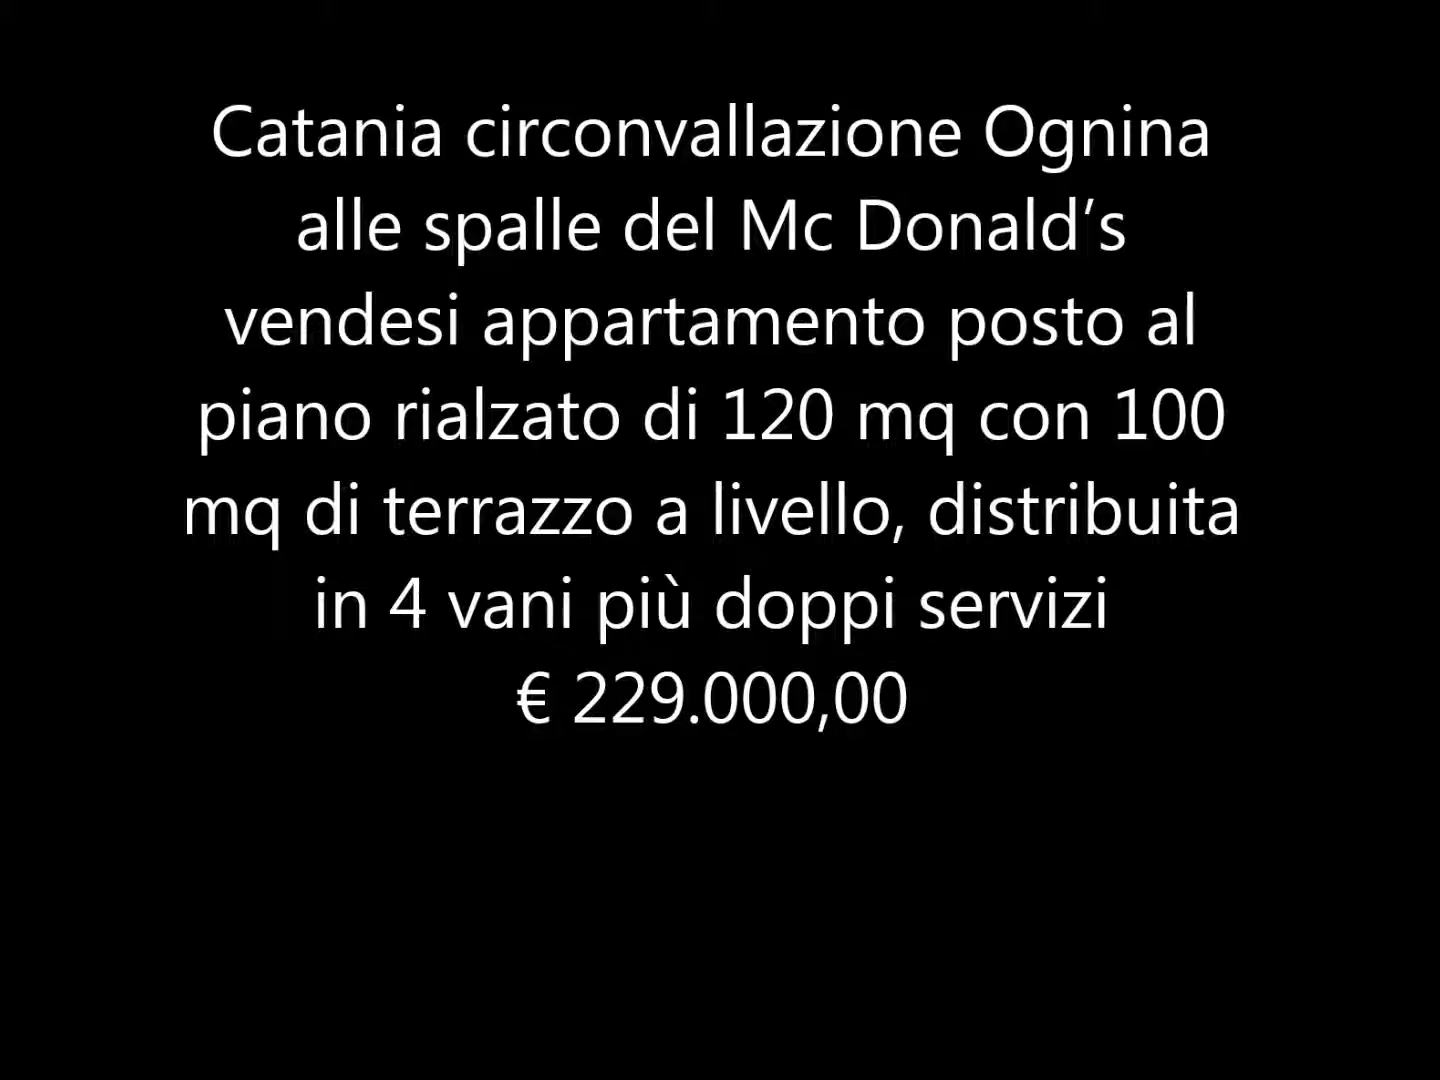 Catania circonvallazione Ognina
alle spalle del Mc Donald’s
vendesi appartamento posto al
piano rialzato di 120 mq con 100
mq di terrazzo a livello, distribuita
in 4 vani più doppi servizi
€ 229.000,00